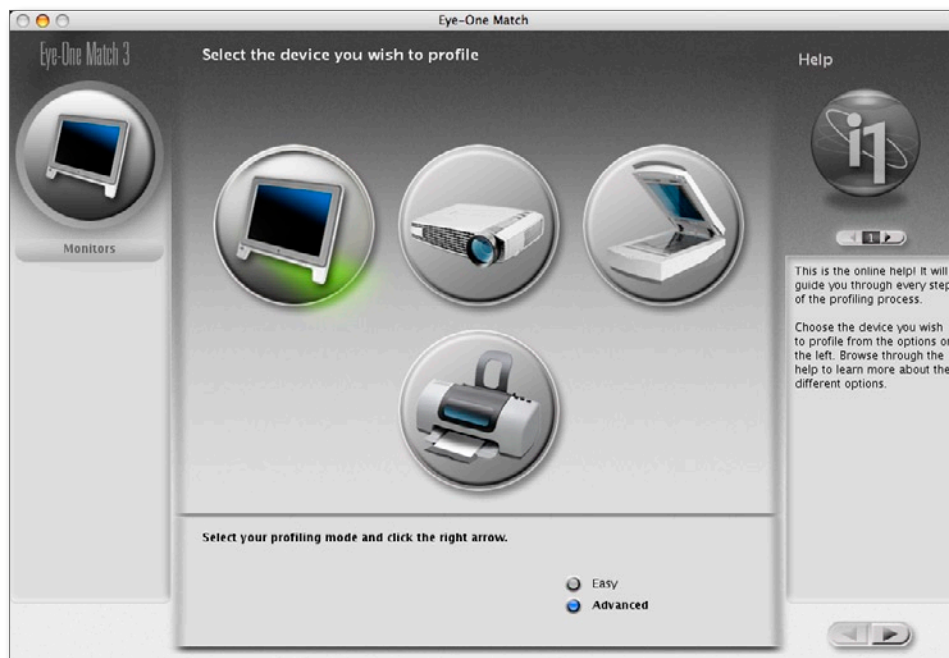 Eye-One Match
Eye-One Match 3
Select the device you wish to profile
Help
i1
Monitors
1
This is the online help! It will
guide you through every step
of the profiling process.
Choose the device you wish
to profile from the options on
the left. Browse through the
help to learn more about the
different options.
Select your profiling mode and click the right arrow.
Easy
Advanced